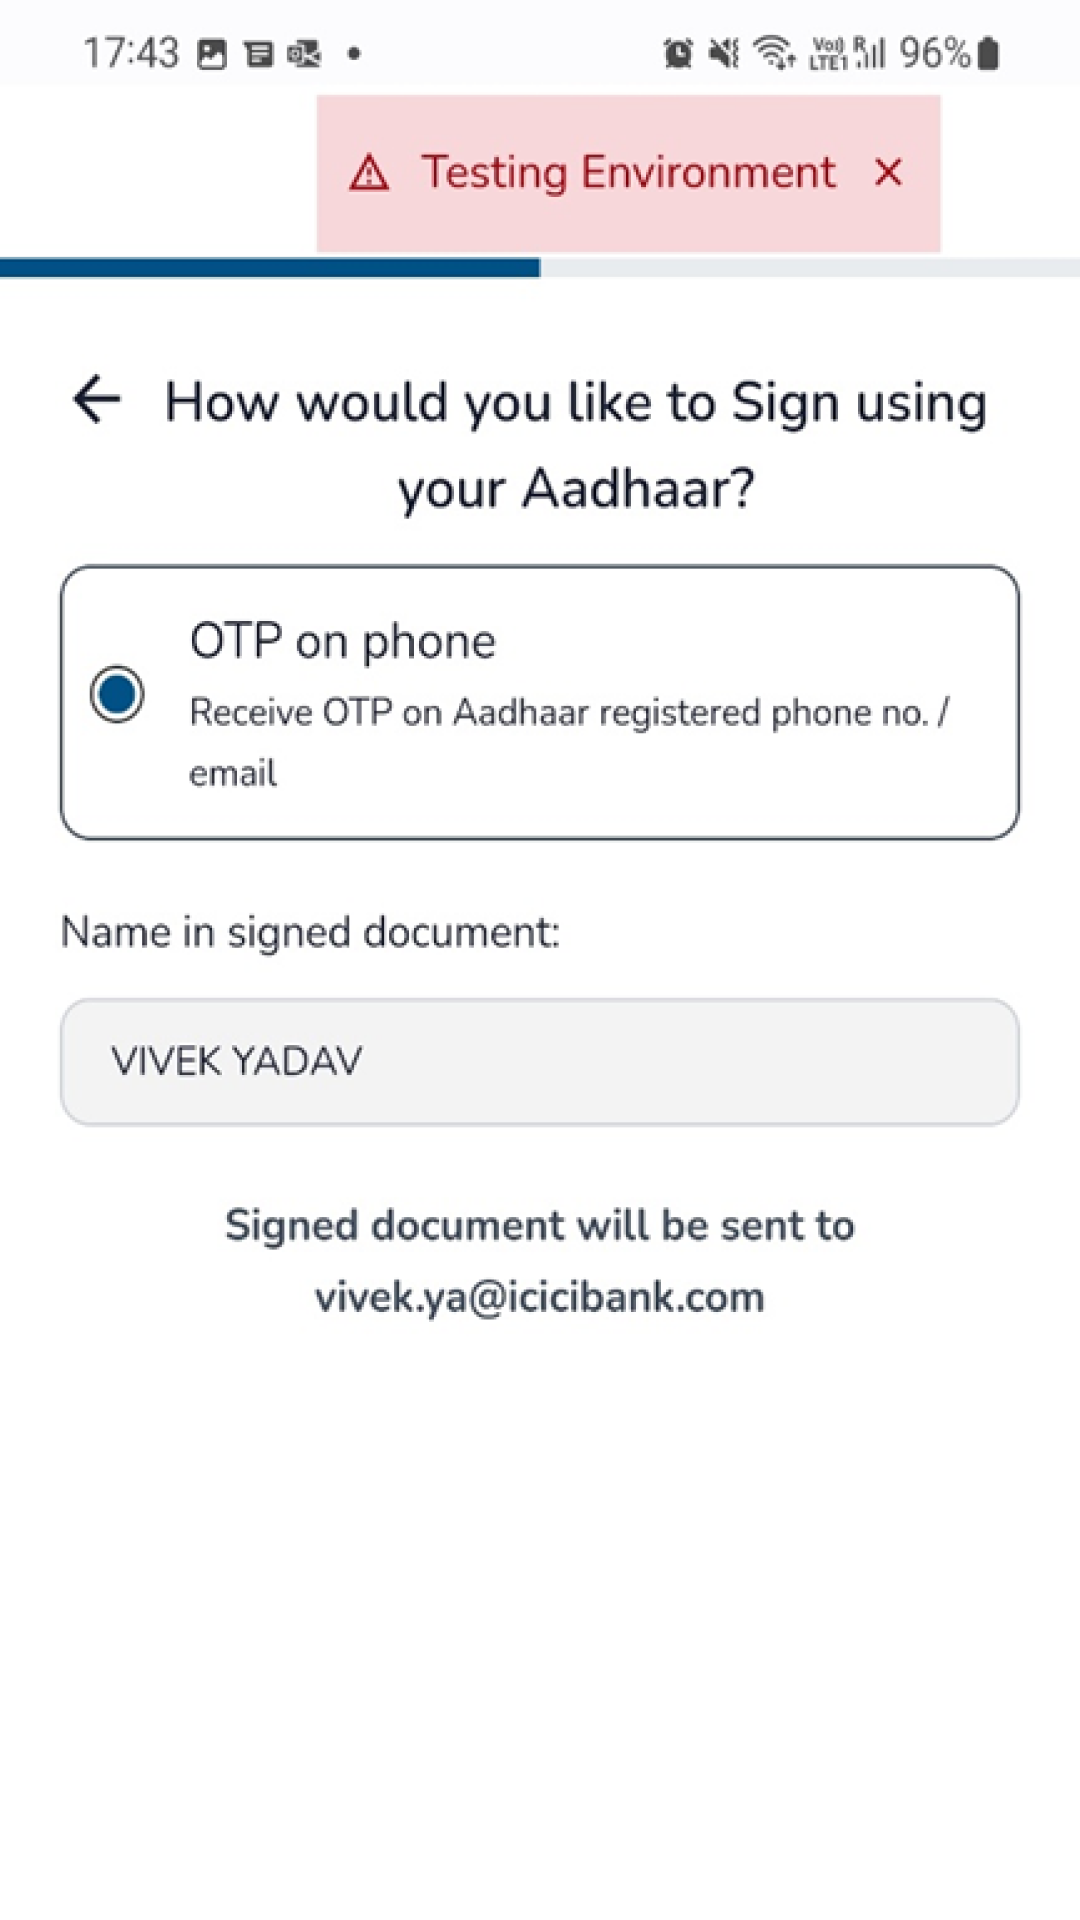 17:43 Vo) R 96%
LTE1
Testing Environment
How would you like to Sign using
your Aadhaar?
OTP on phone
Receive OTP on Aadhaar registered phone no. /
email
Name in signed document:
VIVEK YADAV
Signed document will be sent to
vivek.ya@icicibank.com